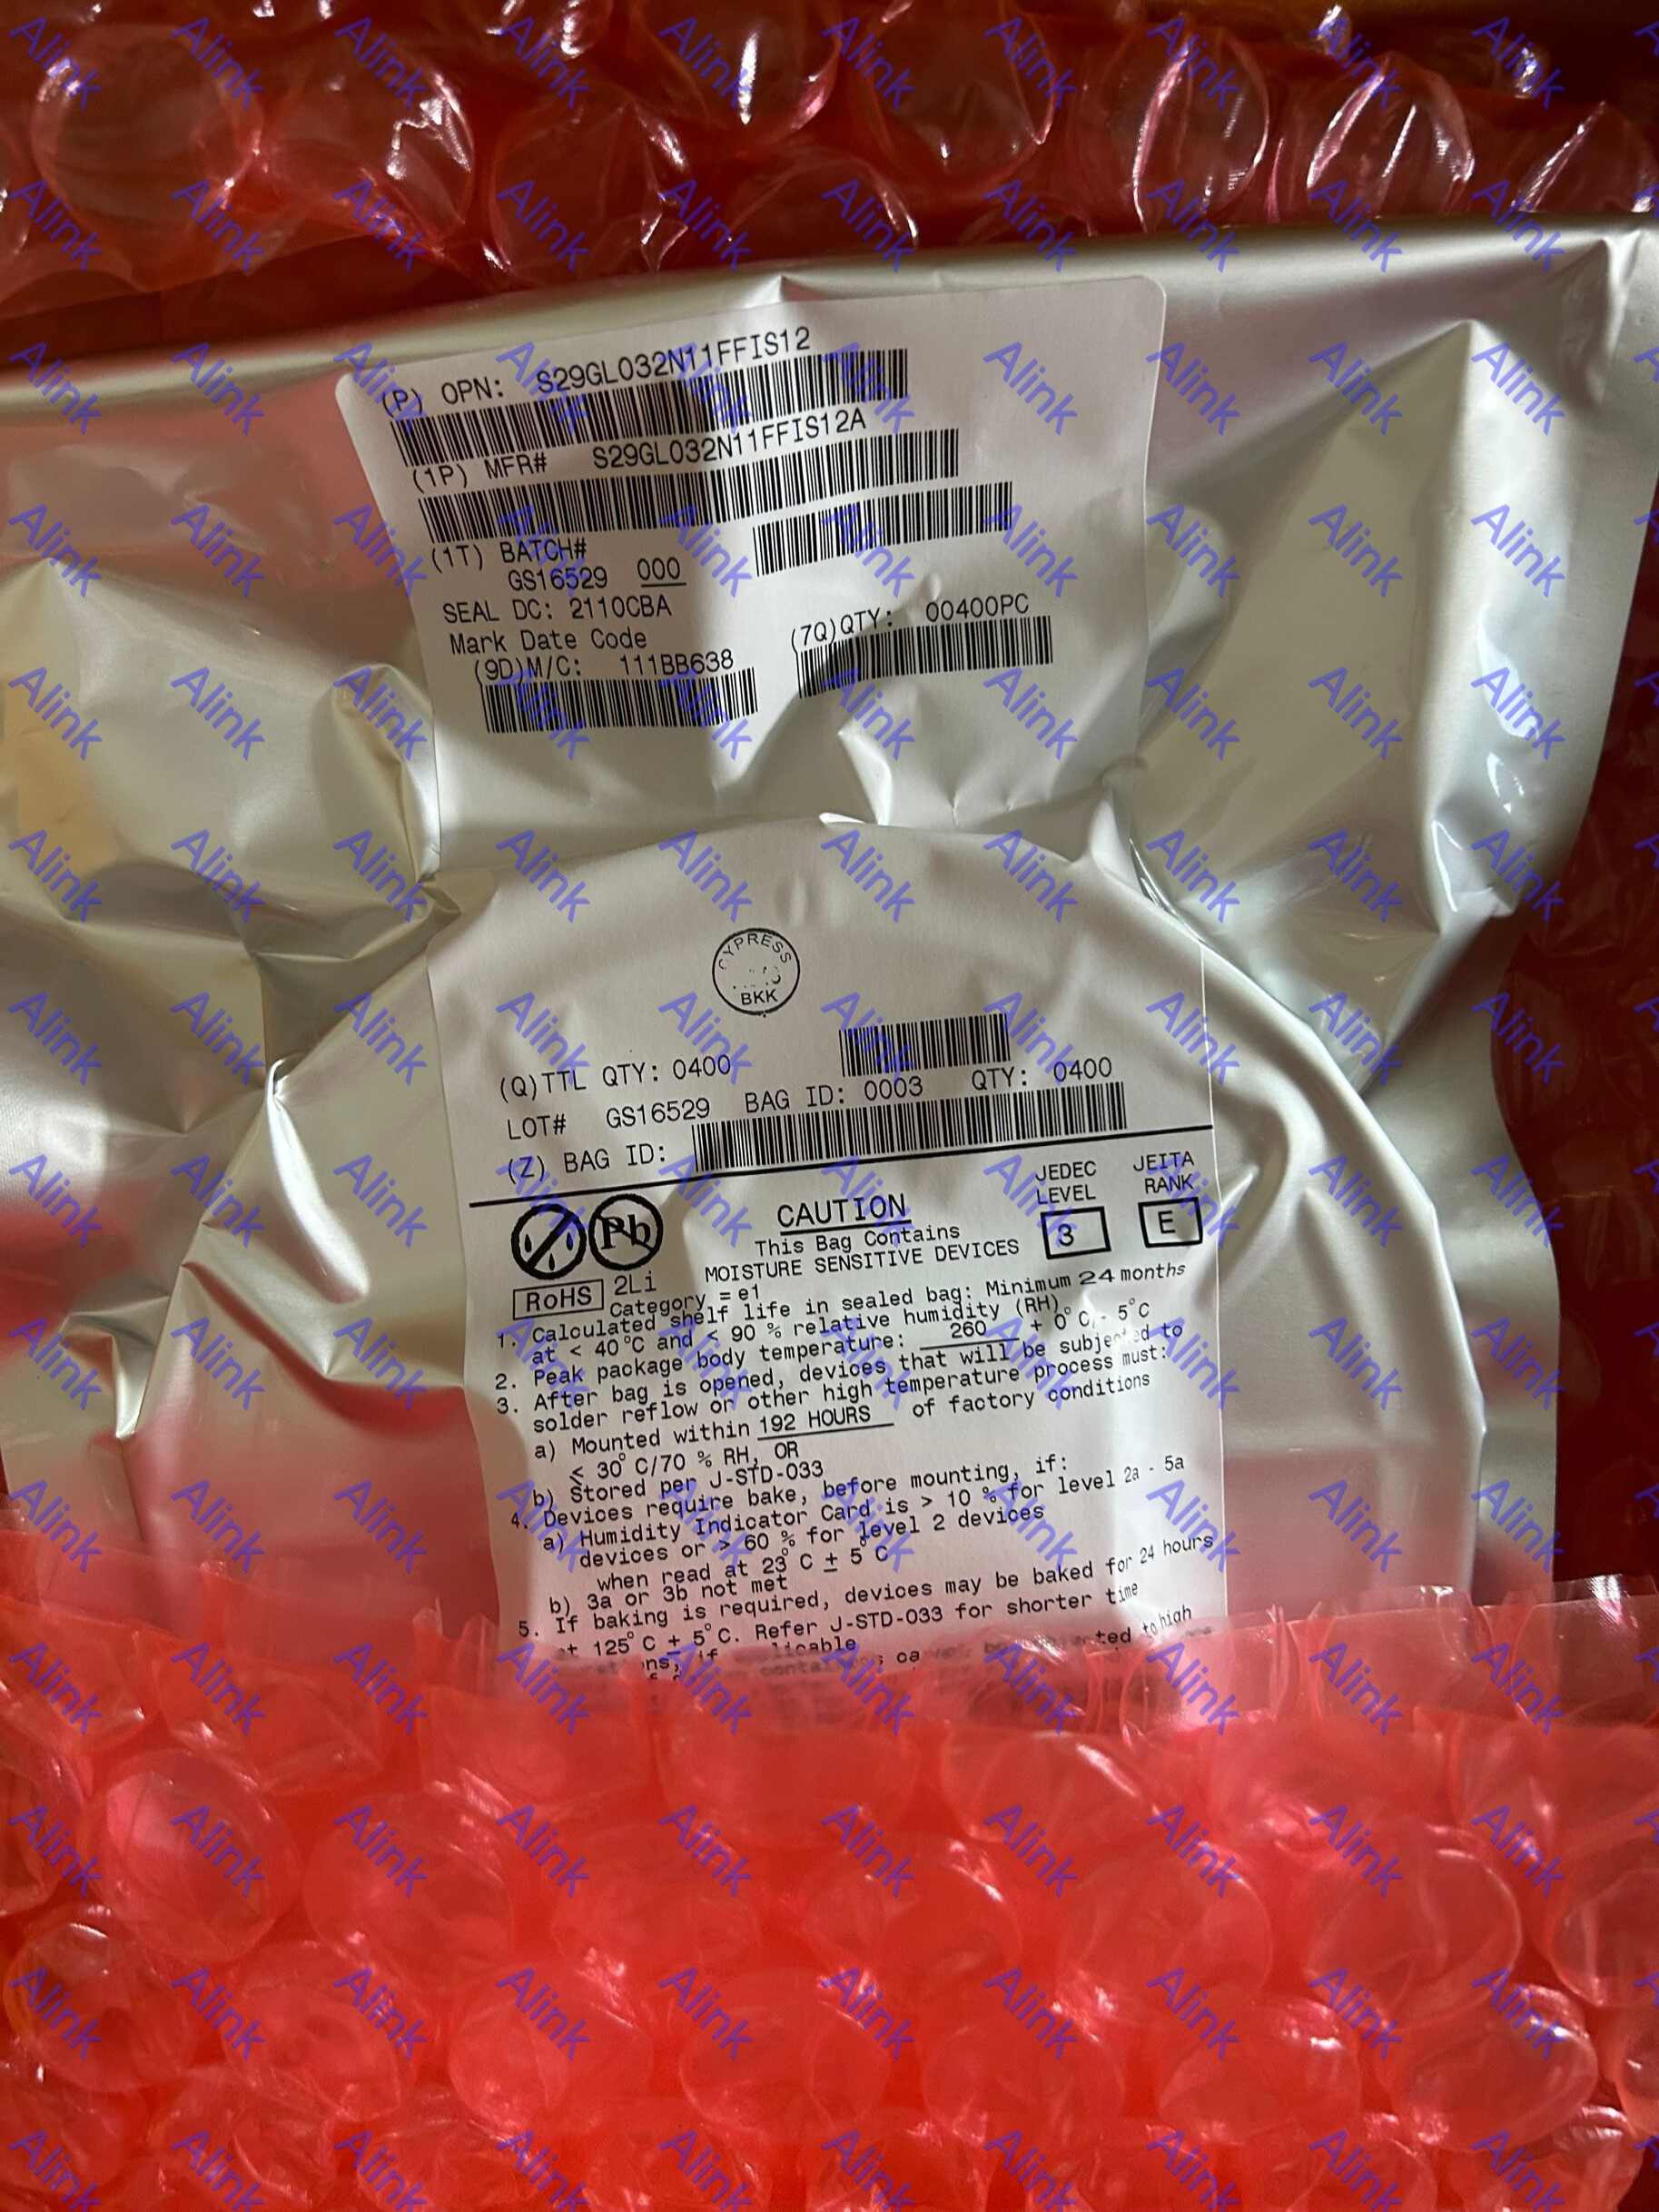 (P) OPN: S29GL032N11FFIS12
(1P) MFR# S29GL032N11FFIS12A
(1T) BATCH#
GS16529 000
SEAL DC: 2110CBA
Mark Date Code
(9D)M/C: 111BB638
(7Q)QTY: 00400PC
CYPRESS
BKK
(Q)TTL QTY: 0400
LOT# GS16529 BAG ID: 0003 QTY: 0400
(Z) BAG ID:
JEDEC LEVEL
3
JEITA RANK
E
Pb
CAUTION
This Bag Contains
MOISTURE SENSITIVE DEVICES
RoHS 2Li
Category = e1
1. Calculated shelf life in sealed bag: Minimum 24 months
at < 40°C and < 90 % relative humidity (RH)
2. Peak package body temperature: 260 + 0°C, - 5°C
3. After bag is opened, devices that will be subjected to
solder reflow or other high temperature process must:
a) Mounted within 192 HOURS of factory conditions
≤ 30°C/70 % RH, OR
b) Stored per J-STD-033
4. Devices require bake, before mounting, if:
a) Humidity Indicator Card is > 10 % for level 2a - 5a
devices or > 60 % for level 2 devices
when read at 23°C ± 5°C
b) 3a or 3b not met
5. If baking is required, devices may be baked for 24 hours
125°C ± 5°C. Refer J-STD-033 for shorter time
to high
Alink